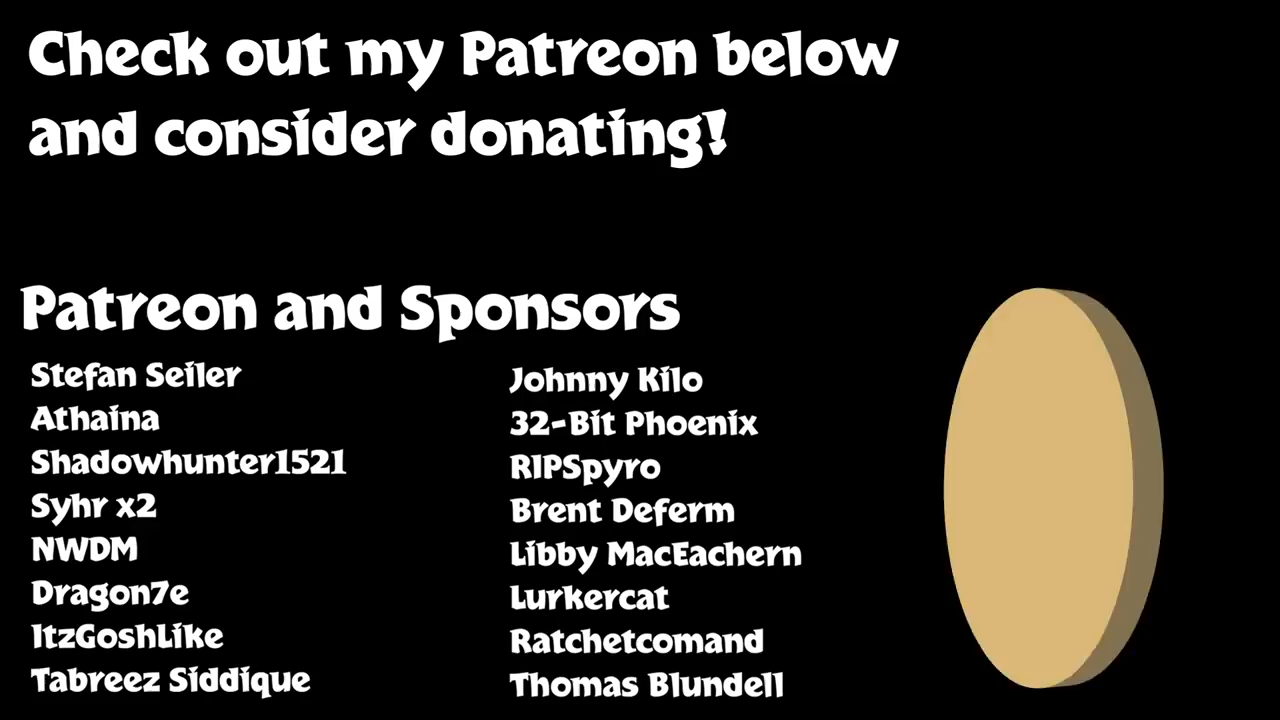 Check out my Patreon below
and consider donating!
Patreon and Sponsors
Stefan Seiler
Athaina
Shadowhunter1521
Syhr x2
NWDM
Dragon7e
ItzGoshLike
Tabreez Siddique
Johnny Kilo
32-Bit Phoenix
RIPSpyro
Brent Deferm
Libby MacEachern
Lurkercat
Ratchetcomand
Thomas Blundell